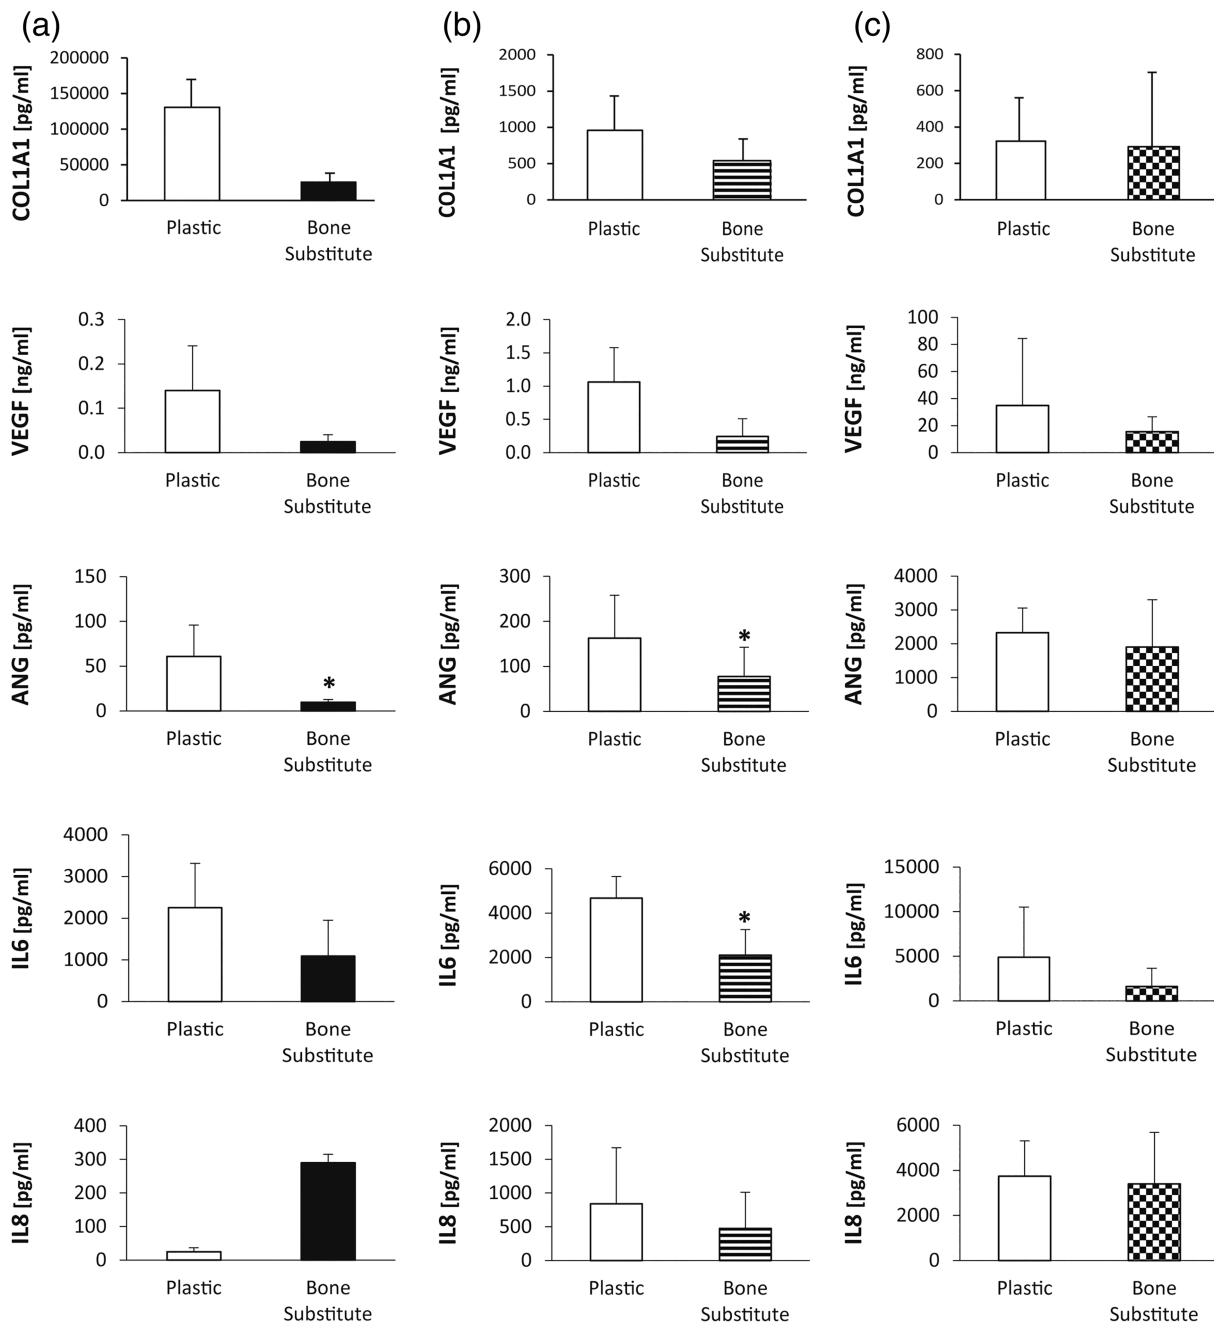 (a)
(b)
(c)
COL1A1 [pg/ml]
200000
150000
100000
50000
0
Plastic
Bone
Substitute
COL1A1 [pg/ml]
2000
1500
1000
500
0
Plastic
Bone
Substitute
COL1A1 [pg/ml]
800
600
400
200
0
Plastic
Bone
Substitute
VEGF [ng/ml]
0.3
0.2
0.1
0.0
Plastic
Bone
Substitute
VEGF [ng/ml]
2.0
1.5
1.0
0.5
0.0
Plastic
Bone
Substitute
VEGF [ng/ml]
100
80
60
40
20
0
Plastic
Bone
Substitute
ANG [pg/ml]
150
100
50
0
*
Plastic
Bone
Substitute
ANG [pg/ml]
300
200
100
0
*
Plastic
Bone
Substitute
ANG [pg/ml]
4000
3000
2000
1000
0
Plastic
Bone
Substitute
IL6 [pg/ml]
4000
3000
2000
1000
0
Plastic
Bone
Substitute
IL6 [pg/ml]
6000
4000
2000
0
*
Plastic
Bone
Substitute
IL6 [pg/ml]
15000
10000
5000
0
Plastic
Bone
Substitute
IL8 [pg/ml]
400
300
200
100
0
Plastic
Bone
Substitute
IL8 [pg/ml]
2000
1500
1000
500
0
Plastic
Bone
Substitute
IL8 [pg/ml]
6000
4000
2000
0
Plastic
Bone
Substitute